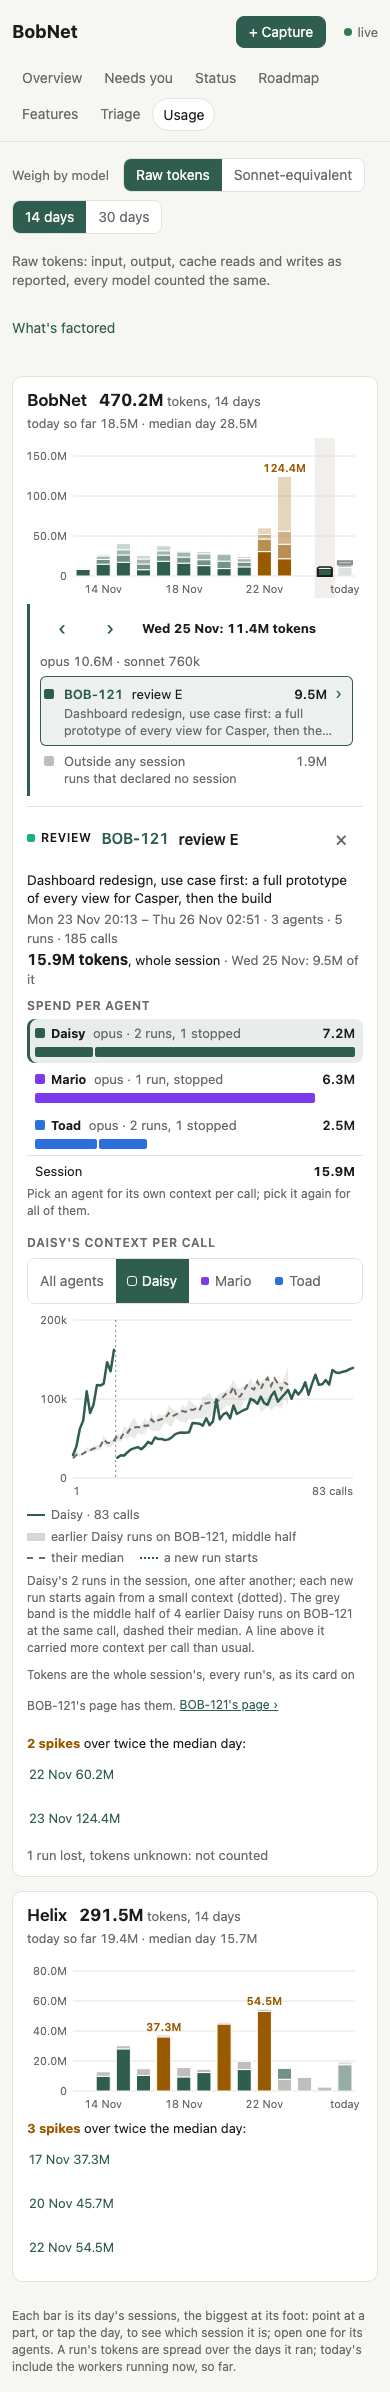 BobNet
+ Capture
live
Overview
Needs you
Status
Roadmap
Features
Triage
Usage
Weigh by model
Raw tokens
Sonnet-equivalent
14 days
30 days
Raw tokens: input, output, cache reads and writes as
reported, every model counted the same.
What's factored
BobNet 470.2M tokens, 14 days
today so far 18.5M · median day 28.5M
150.0M
124.4M
100.0M
50.0M
0
14 Nov
18 Nov
22 Nov
today
‹
›
Wed 25 Nov: 11.4M tokens
opus 10.6M · sonnet 760k
BOB-121 review E 9.5M ›
Dashboard redesign, use case first: a full
prototype of every view for Casper, then the...
Outside any session 1.9M
runs that declared no session
REVIEW BOB-121 review E ×
Dashboard redesign, use case first: a full prototype
of every view for Casper, then the build
Mon 23 Nov 20:13 – Thu 26 Nov 02:51 · 3 agents · 5
runs · 185 calls
15.9M tokens, whole session · Wed 25 Nov: 9.5M of
it
SPEND PER AGENT
Daisy opus · 2 runs, 1 stopped 7.2M
Mario opus · 1 run, stopped 6.3M
Toad opus · 2 runs, 1 stopped 2.5M
Session 15.9M
Pick an agent for its own context per call; pick it again for
all of them.
DAISY'S CONTEXT PER CALL
All agents
Daisy
Mario
Toad
200k
100k
0
1
83 calls
Daisy · 83 calls
earlier Daisy runs on BOB-121, middle half
their median
a new run starts
Daisy's 2 runs in the session, one after another; each new
run starts again from a small context (dotted). The grey
band is the middle half of 4 earlier Daisy runs on BOB-121
at the same call, dashed their median. A line above it
carried more context per call than usual.
Tokens are the whole session's, every run's, as its card on
BOB-121's page has them. BOB-121's page ›
2 spikes over twice the median day:
22 Nov 60.2M
23 Nov 124.4M
1 run lost, tokens unknown: not counted
Helix 291.5M tokens, 14 days
today so far 19.4M · median day 15.7M
80.0M
60.0M
54.5M
40.0M
37.3M
20.0M
0
14 Nov
18 Nov
22 Nov
today
3 spikes over twice the median day:
17 Nov 37.3M
20 Nov 45.7M
22 Nov 54.5M
Each bar is its day's sessions, the biggest at its foot: point at a
part, or tap the day, to see which session it is; open one for its
agents. A run's tokens are spread over the days it ran; today's
include the workers running now, so far.